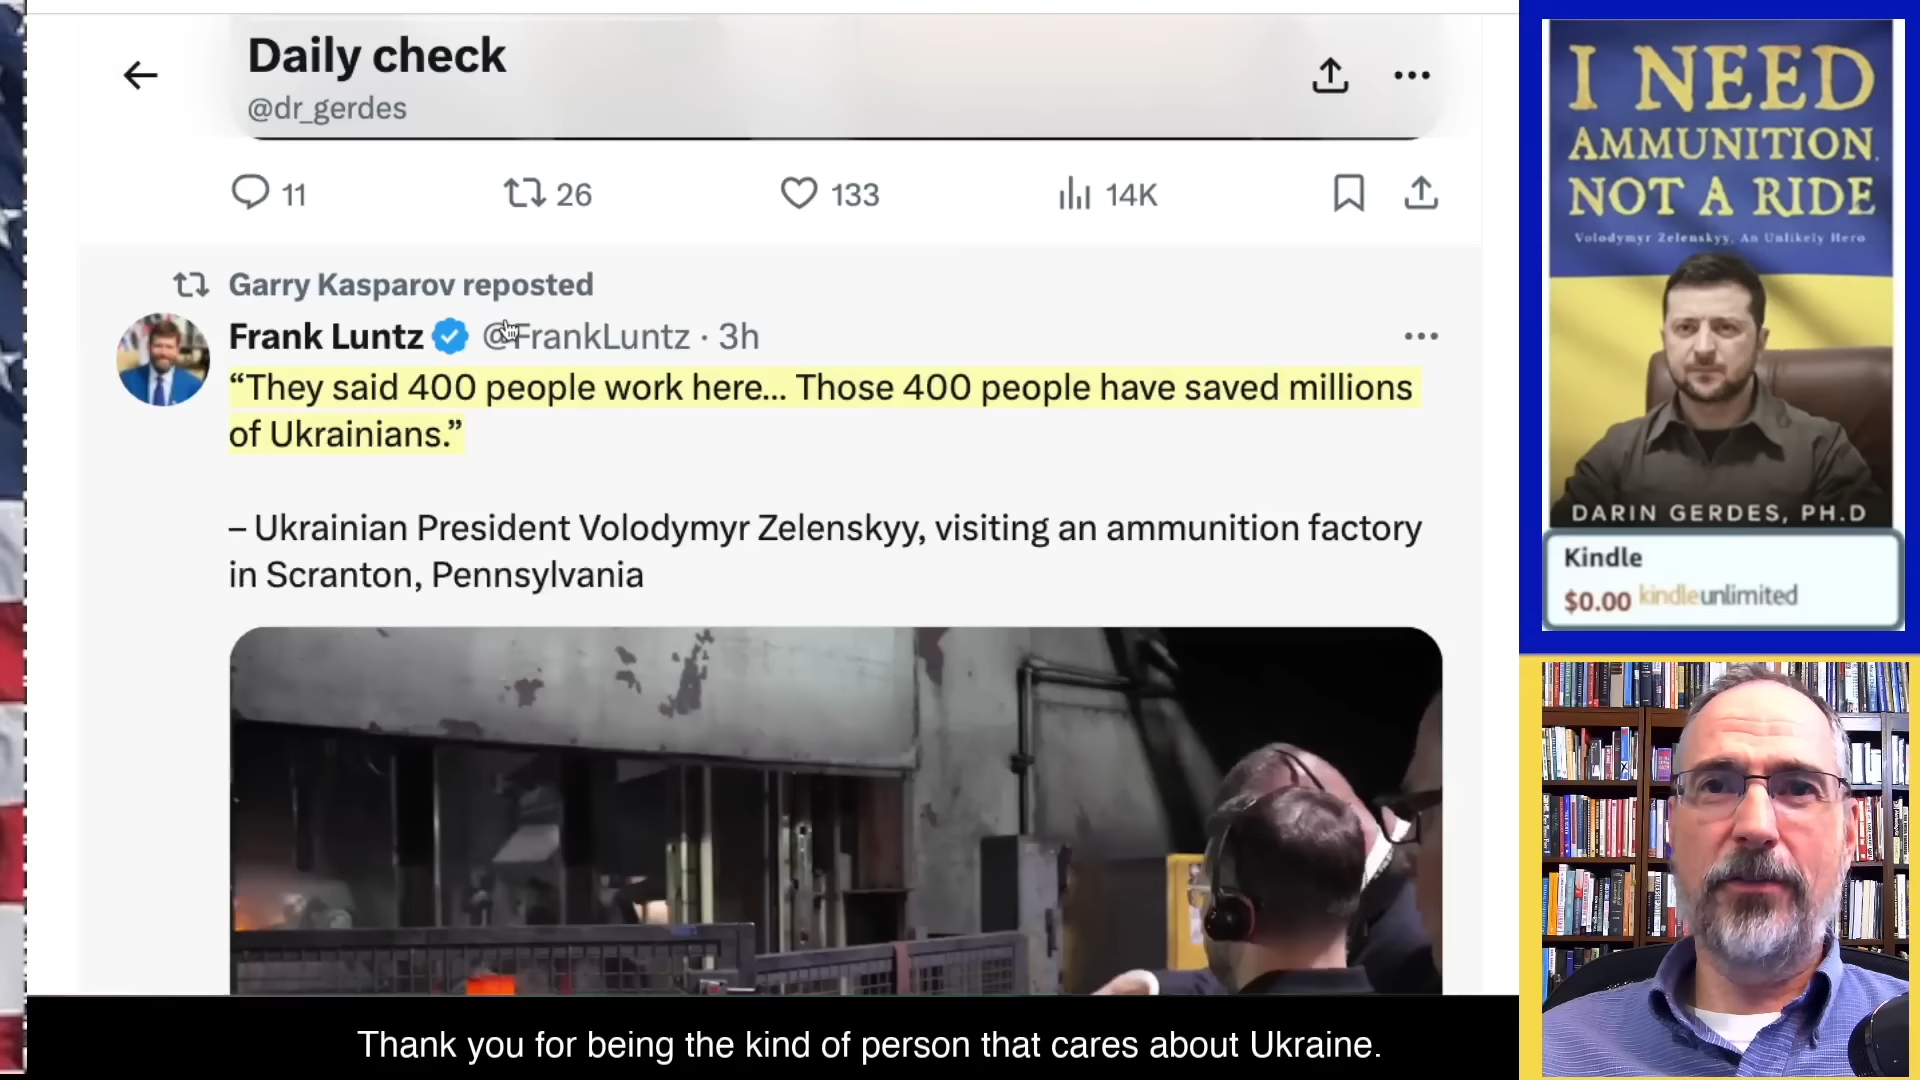 Daily check
@dr_gerdes
11
26
133
14K
Garry Kasparov reposted
Frank Luntz @FrankLuntz · 3h
“They said 400 people work here... Those 400 people have saved millions
of Ukrainians.”
– Ukrainian President Volodymyr Zelenskyy, visiting an ammunition factory
in Scranton, Pennsylvania
Thank you for being the kind of person that cares about Ukraine.
I NEED
AMMUNITION,
NOT A RIDE
Volodymyr Zelenskyy, An Unlikely Hero
DARIN GERDES, PH.D
Kindle
$0.00 kindleunlimited